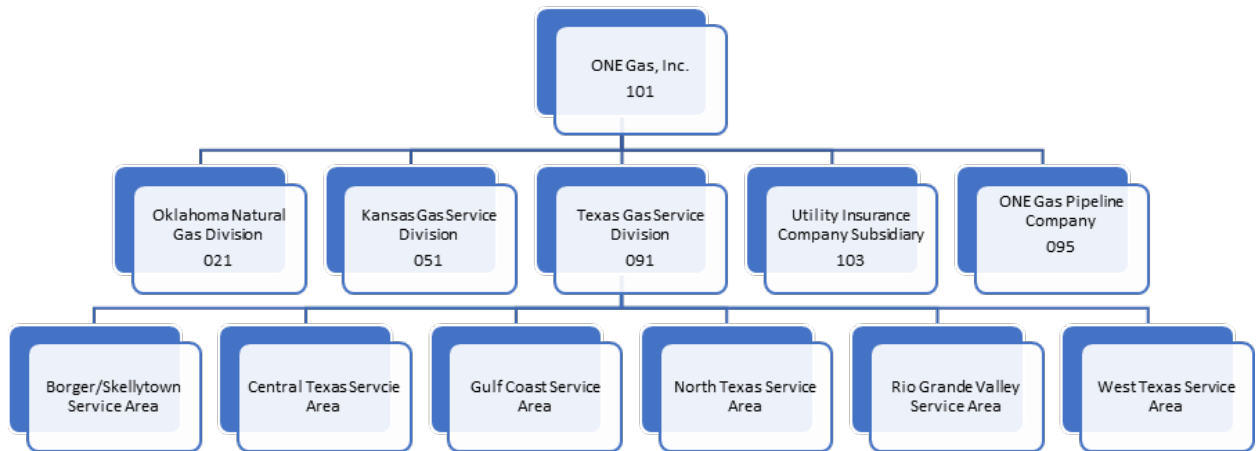 ONE Gas, Inc.
101
Oklahoma Natural
Gas Division
021
Kansas Gas Service
Division
051
Texas Gas Service
Division
091
Utility Insurance
Company Subsidiary
103
ONE Gas Pipeline
Company
095
Borger/Skellytown
Service Area
Central Texas Servcie
Area
Gulf Coast Service
Area
North Texas Service
Area
Rio Grande Valley
Service Area
West Texas Service
Area